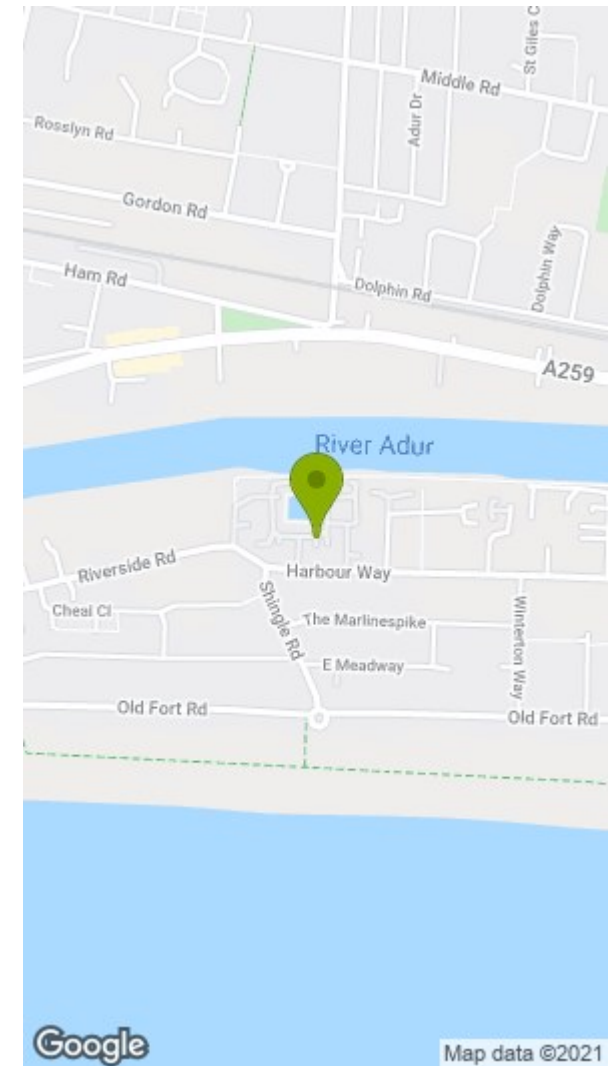 St Giles C
Middle Rd
Adur Dr
Rosslyn Rd
Gordon Rd
Dolphin Way
Ham Rd
Dolphin Rd
A259
River Adur
Riverside Rd
Harbour Way
Cheal Cl
Shingle Rd
The Marlinespike
Winterton Way
E Meadway
Old Fort Rd
Old Fort Rd
Google
Map data ©2021